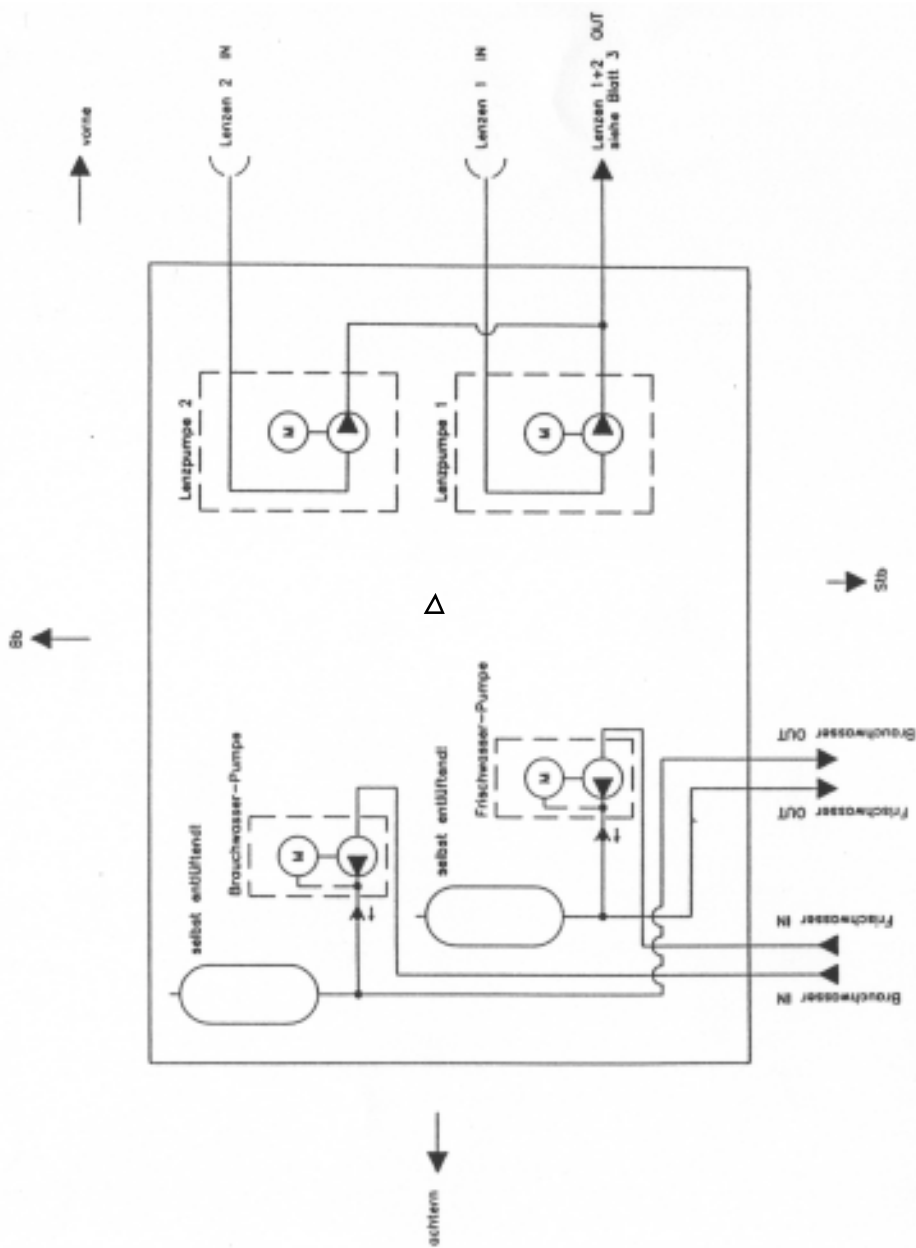 vorne
Lenzen 2 IN
Lenzen 1 IN
Lenzen 1+2 OUT
siehe Blatt 3
Lenzpumpe 2
M
Lenzpumpe 1
M
Bb
Δ
Stb
selbst entlüftend!
Brauchwasser-Pumpe
M
selbst entlüftend!
Frischwasser-Pumpe
M
Brauchwasser
OUT
Frischwasser
OUT
Frischwasser
IN
Brauchwasser
IN
achtern